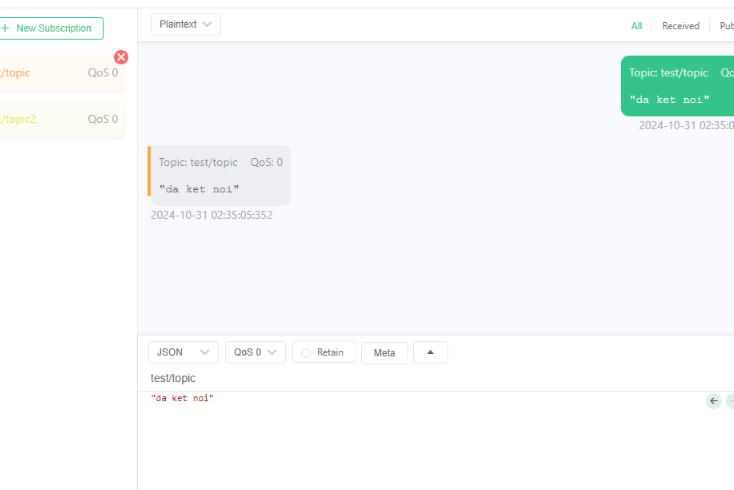 + New Subscription
Plaintext
All Received
/topic QoS 0
/topic2 QoS 0
Topic: test/topic
"da ket noi"
2024-10-31 02:35:0
Topic: test/topic QoS: 0
"da ket noi"
2024-10-31 02:35:05:352
JSON QoS 0 Retain Meta
test/topic
"da ket noi"